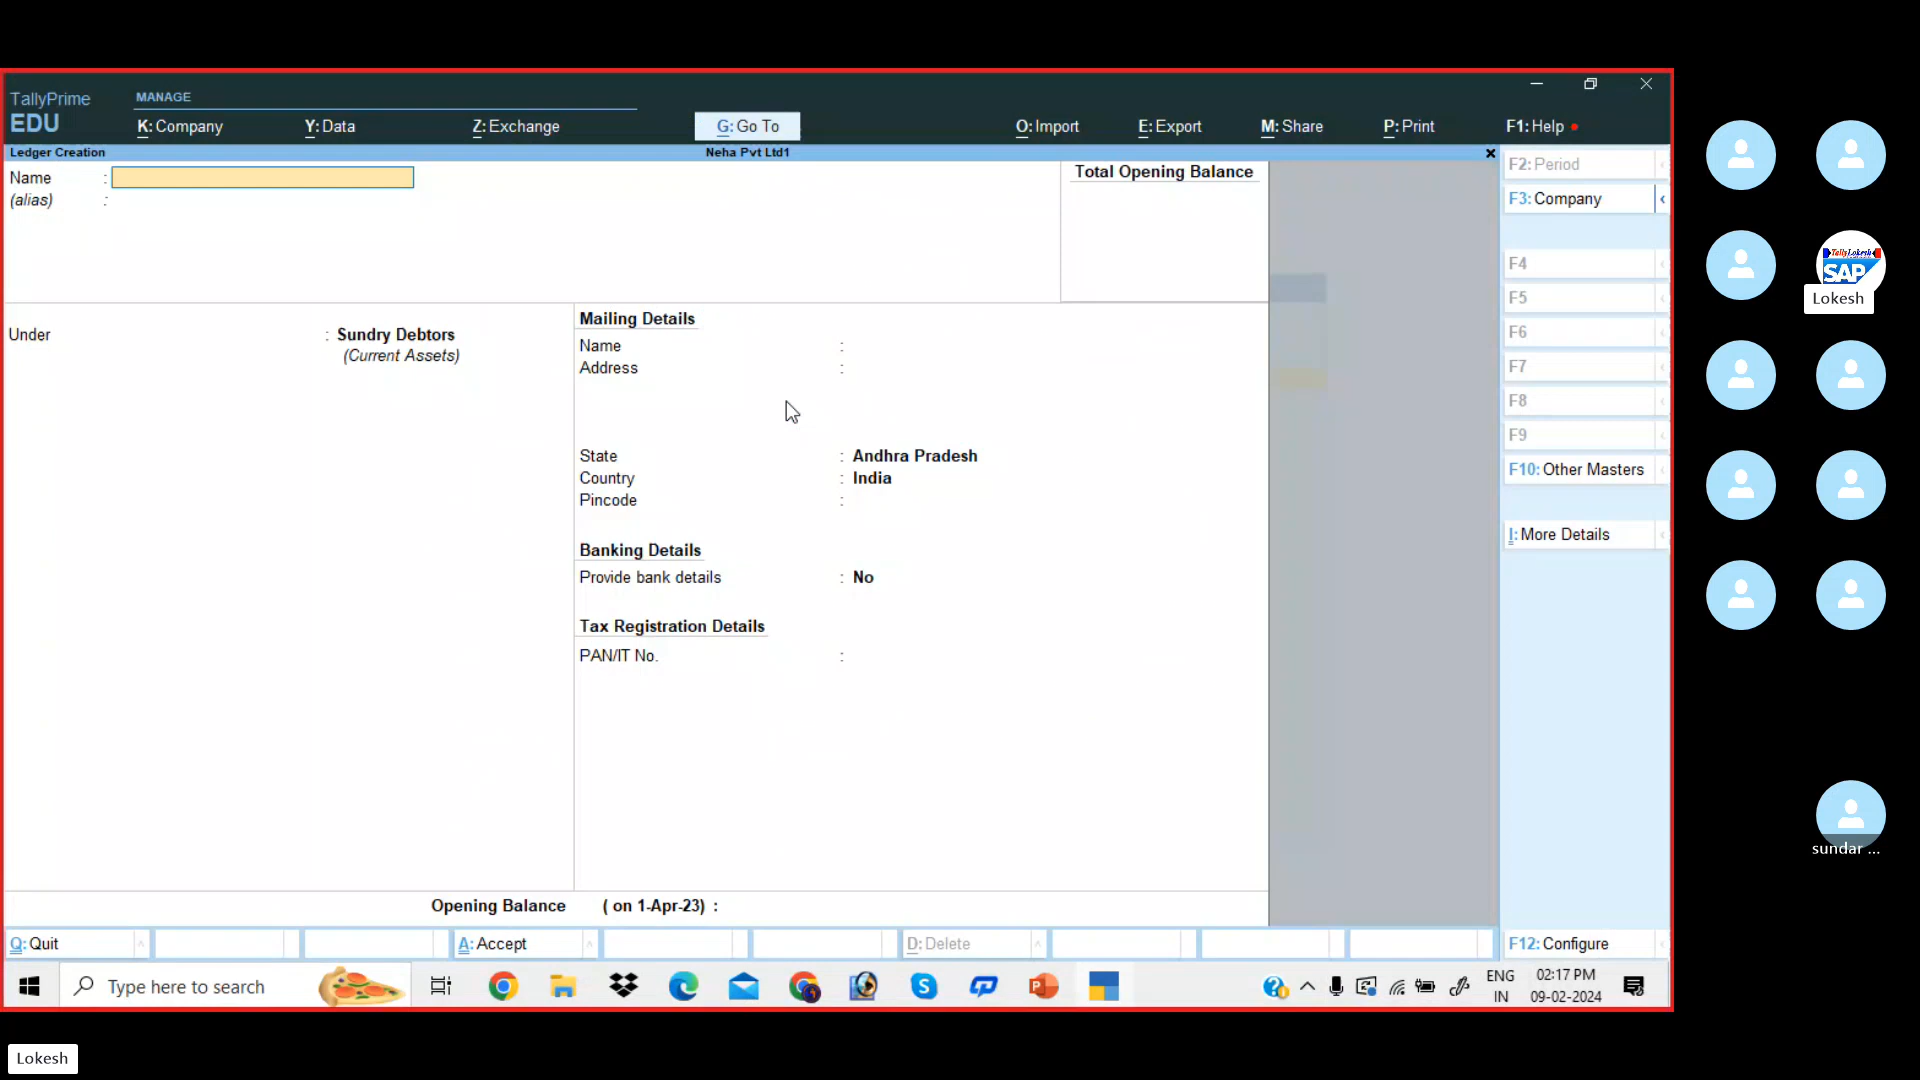 TallyPrime
EDU
MANAGE
K: Company
Y: Data
Z: Exchange
G: Go To
O: Import
E: Export
M: Share
P: Print
F1: Help
Ledger Creation
Neha Pvt Ltd1
Name :
(alias) :
Total Opening Balance
Under : Sundry Debtors
(Current Assets)
Mailing Details
Name :
Address :
State : Andhra Pradesh
Country : India
Pincode :
Banking Details
Provide bank details : No
Tax Registration Details
PAN/IT No. :
Opening Balance ( on 1-Apr-23) :
F2: Period
F3: Company
F4
F5
F6
F7
F8
F9
F10: Other Masters
I: More Details
F12: Configure
Q: Quit
A: Accept
D: Delete
Type here to search
ENG
IN
02:17 PM
09-02-2024
TallyLokesh
SAP
Lokesh
sundar ...
Lokesh